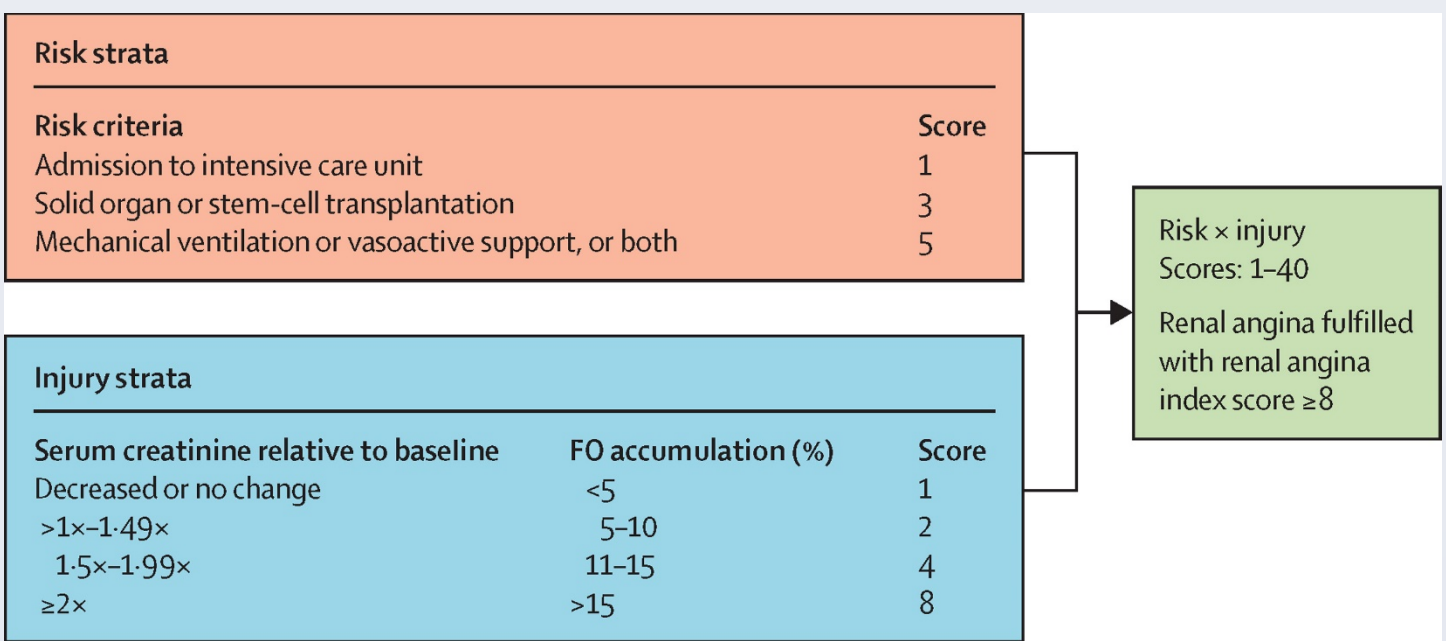 Risk strata
Risk criteria Score
Admission to intensive care unit 1
Solid organ or stem-cell transplantation 3
Mechanical ventilation or vasoactive support, or both 5
Injury strata
Serum creatinine relative to baseline FO accumulation (%) Score
Decreased or no change <5 1
>1×–1·49× 5–10 2
1·5×–1·99× 11–15 4
≥2× >15 8
Risk × injury
Scores: 1–40
Renal angina fulfilled
with renal angina
index score ≥8